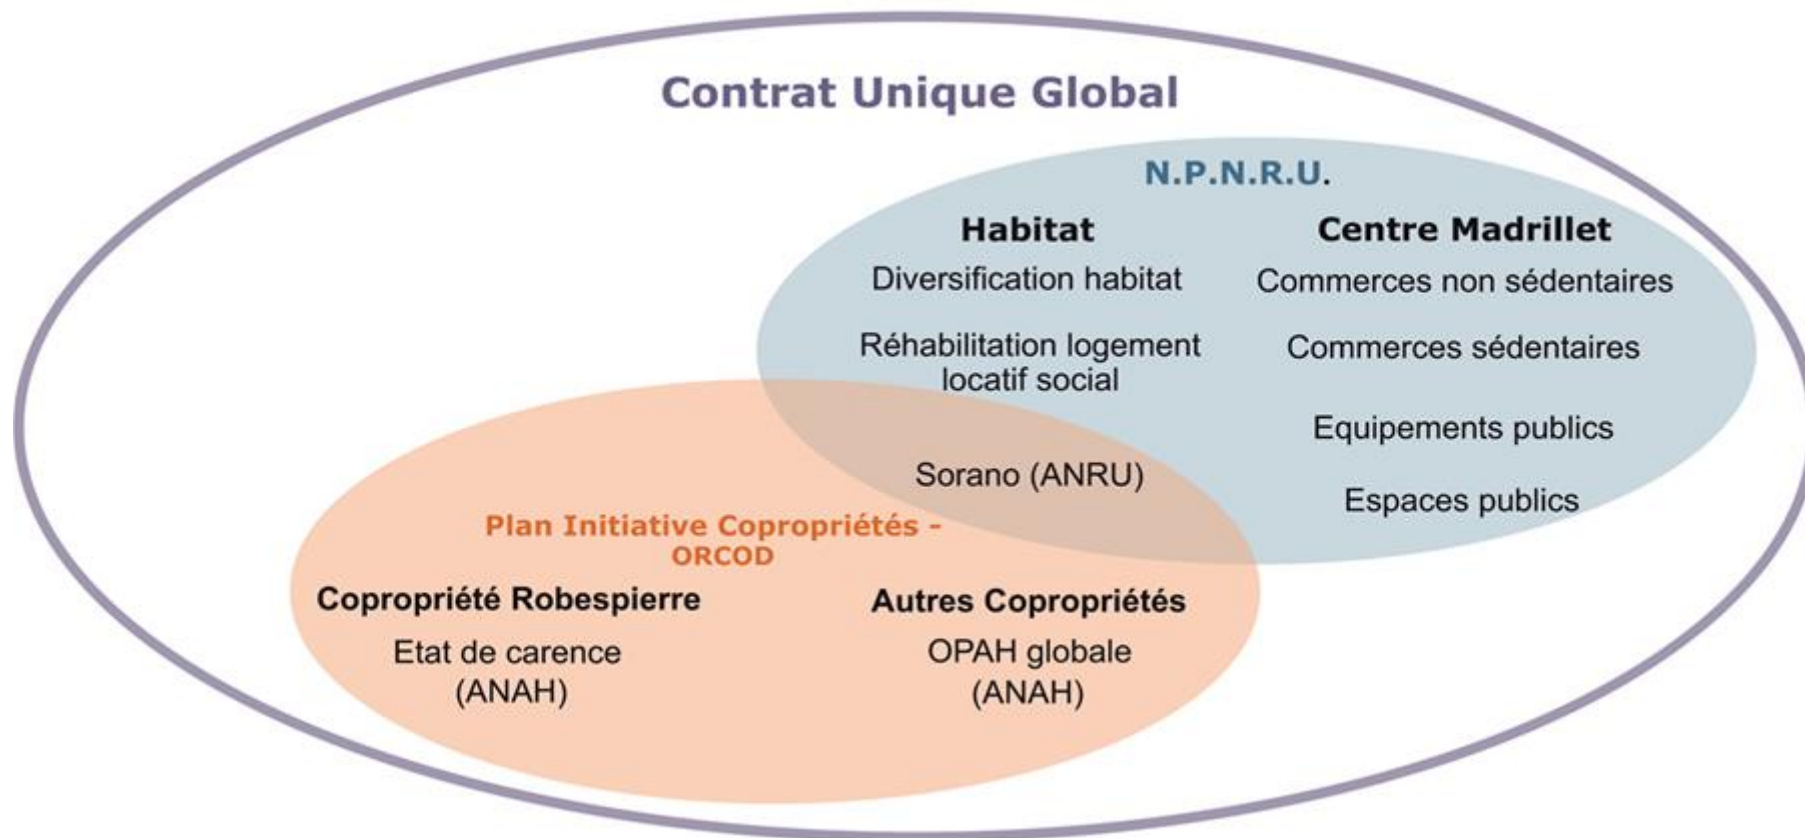 Contrat Unique Global
N.P.N.R.U.
Habitat
Diversification habitat
Réhabilitation logement
locatif social
Centre Madrillet
Commerces non sédentaires
Commerces sédentaires
Equipements publics
Espaces publics
Sorano (ANRU)
Plan Initiative Copropriétés -
ORCOD
Copropriété Robespierre
Etat de carence
(ANAH)
Autres Copropriétés
OPAH globale
(ANAH)